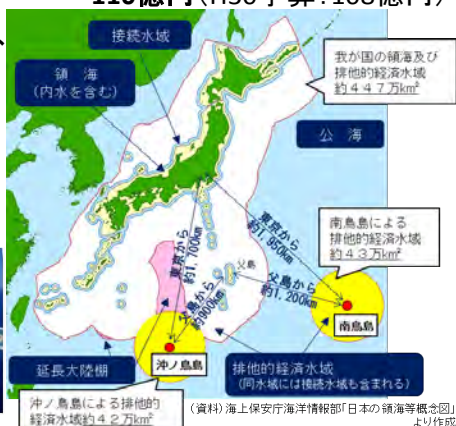 110億円(H30予算:108億円)
接続水域
領 海
(内水を含む)
我が国の領海及び
排他的経済水域
約447万km²
公 海
東京から
約1,950km
南鳥島による
排他的経済水域
約43万km²
東京から
約1,700km
父島
父島から
約1,200km
父島から
約900km
南鳥島
延長大陸棚
沖ノ鳥島
排他的経済水域
(同水域には接続水域も含まれる)
沖ノ鳥島による排他的
経済水域約42万km²
(資料)海上保安庁海洋情報部「日本の領海等概念図」
より作成